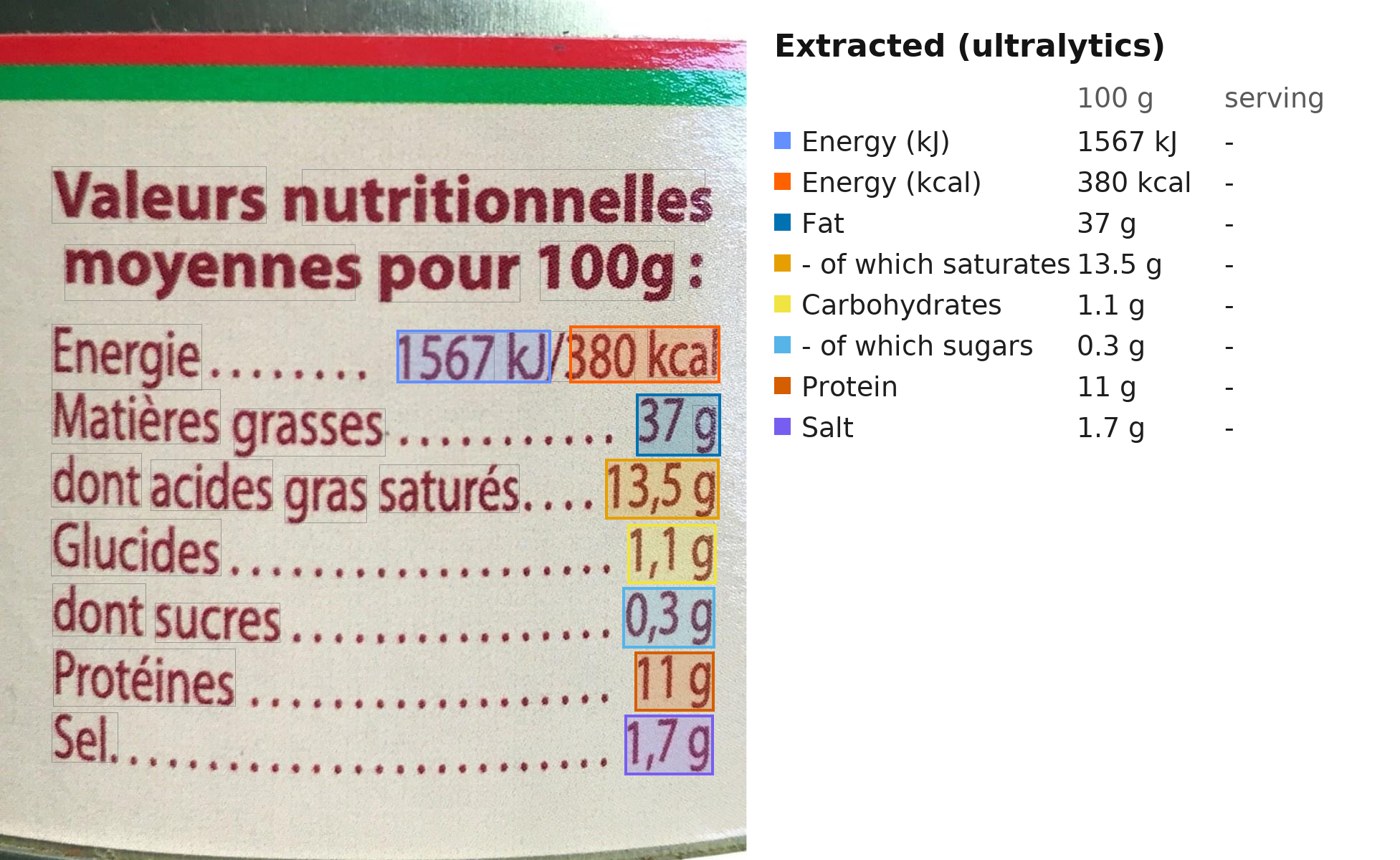 Valeurs nutritionnelles
moyennes pour 100g :
Energie........ 1567 kJ/380 kcal
Matières grasses........... 37 g
dont acides gras saturés.... 13,5 g
Glucides................... 1,1 g
dont sucres................ 0,3 g
Protéines.................. 11 g
Sel........................ 1,7 g
Extracted (ultralytics)
100 g serving
Energy (kJ) 1567 kJ -
Energy (kcal) 380 kcal -
Fat 37 g -
- of which saturates 13.5 g -
Carbohydrates 1.1 g -
- of which sugars 0.3 g -
Protein 11 g -
Salt 1.7 g -